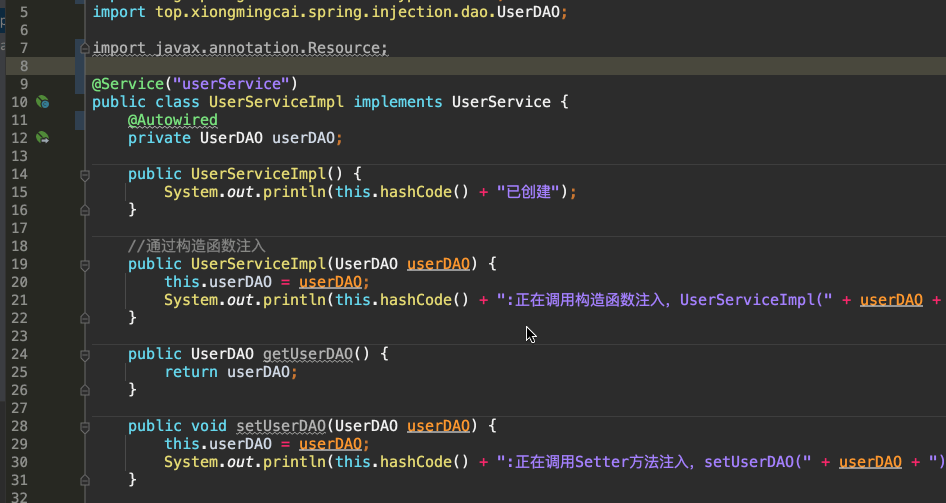 5 import top.xiongmingcai.spring.injection.dao.UserDAO;
6
7 import javax.annotation.Resource;
8
9 @Service("userService")
10 public class UserServiceImpl implements UserService {
11 @Autowired
12 private UserDAO userDAO;
13
14 public UserServiceImpl() {
15 System.out.println(this.hashCode() + "已创建");
16 }
17
18 //通过构造函数注入
19 public UserServiceImpl(UserDAO userDAO) {
20 this.userDAO = userDAO;
21 System.out.println(this.hashCode() + ":正在调用构造函数注入，UserServiceImpl(" + userDAO +
22 }
23
24 public UserDAO getUserDAO() {
25 return userDAO;
26 }
27
28 public void setUserDAO(UserDAO userDAO) {
29 this.userDAO = userDAO;
30 System.out.println(this.hashCode() + ":正在调用Setter方法注入，setUserDAO(" + userDAO + ")
31 }
32